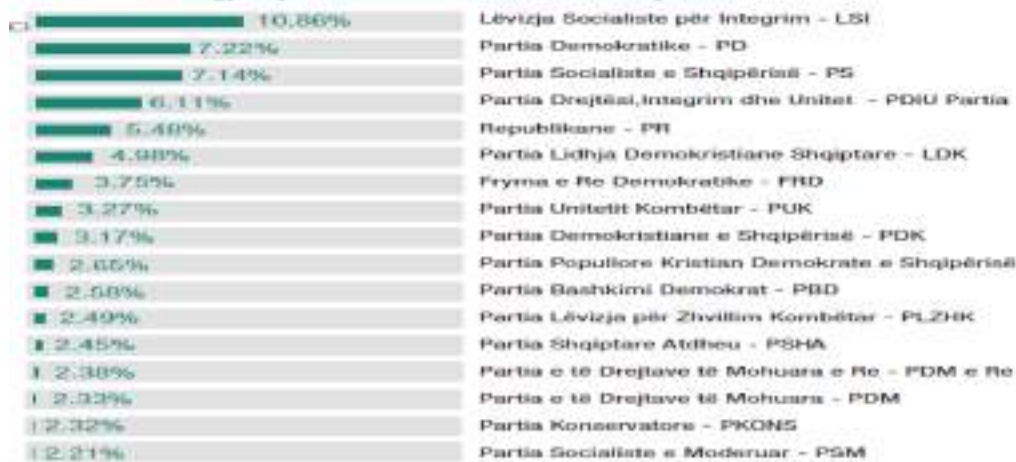 10.86% Lëvizja Socialiste për Integrim - LSI
7.22% Partia Demokratike - PD
7.14% Partia Socialiste e Shqipërisë - PS
6.11% Partia Drejtësi,Integrim dhe Unitet - PDIU Partia
5.48% Republikane - PR
4.98% Partia Lidhja Demokristiane Shqiptare - LDK
3.75% Fryma e Re Demokratike - FRD
3.27% Partia Unitetit Kombëtar - PUK
3.17% Partia Demokristiane e Shqipërisë - PDK
2.65% Partia Popullore Kristian Demokrate e Shqipërisë
2.58% Partia Bashkimi Demokrat - PBD
2.49% Partia Lëvizja për Zhvillim Kombëtar - PLZHK
2.45% Partia Shqiptare Atdheu - PSHA
2.38% Partia e të Drejtave të Mohuara e Re - PDM e Re
2.33% Partia e të Drejtave të Mohuara - PDM
2.32% Partia Konservatore - PKONS
2.21% Partia Socialiste e Moderuar - PSM